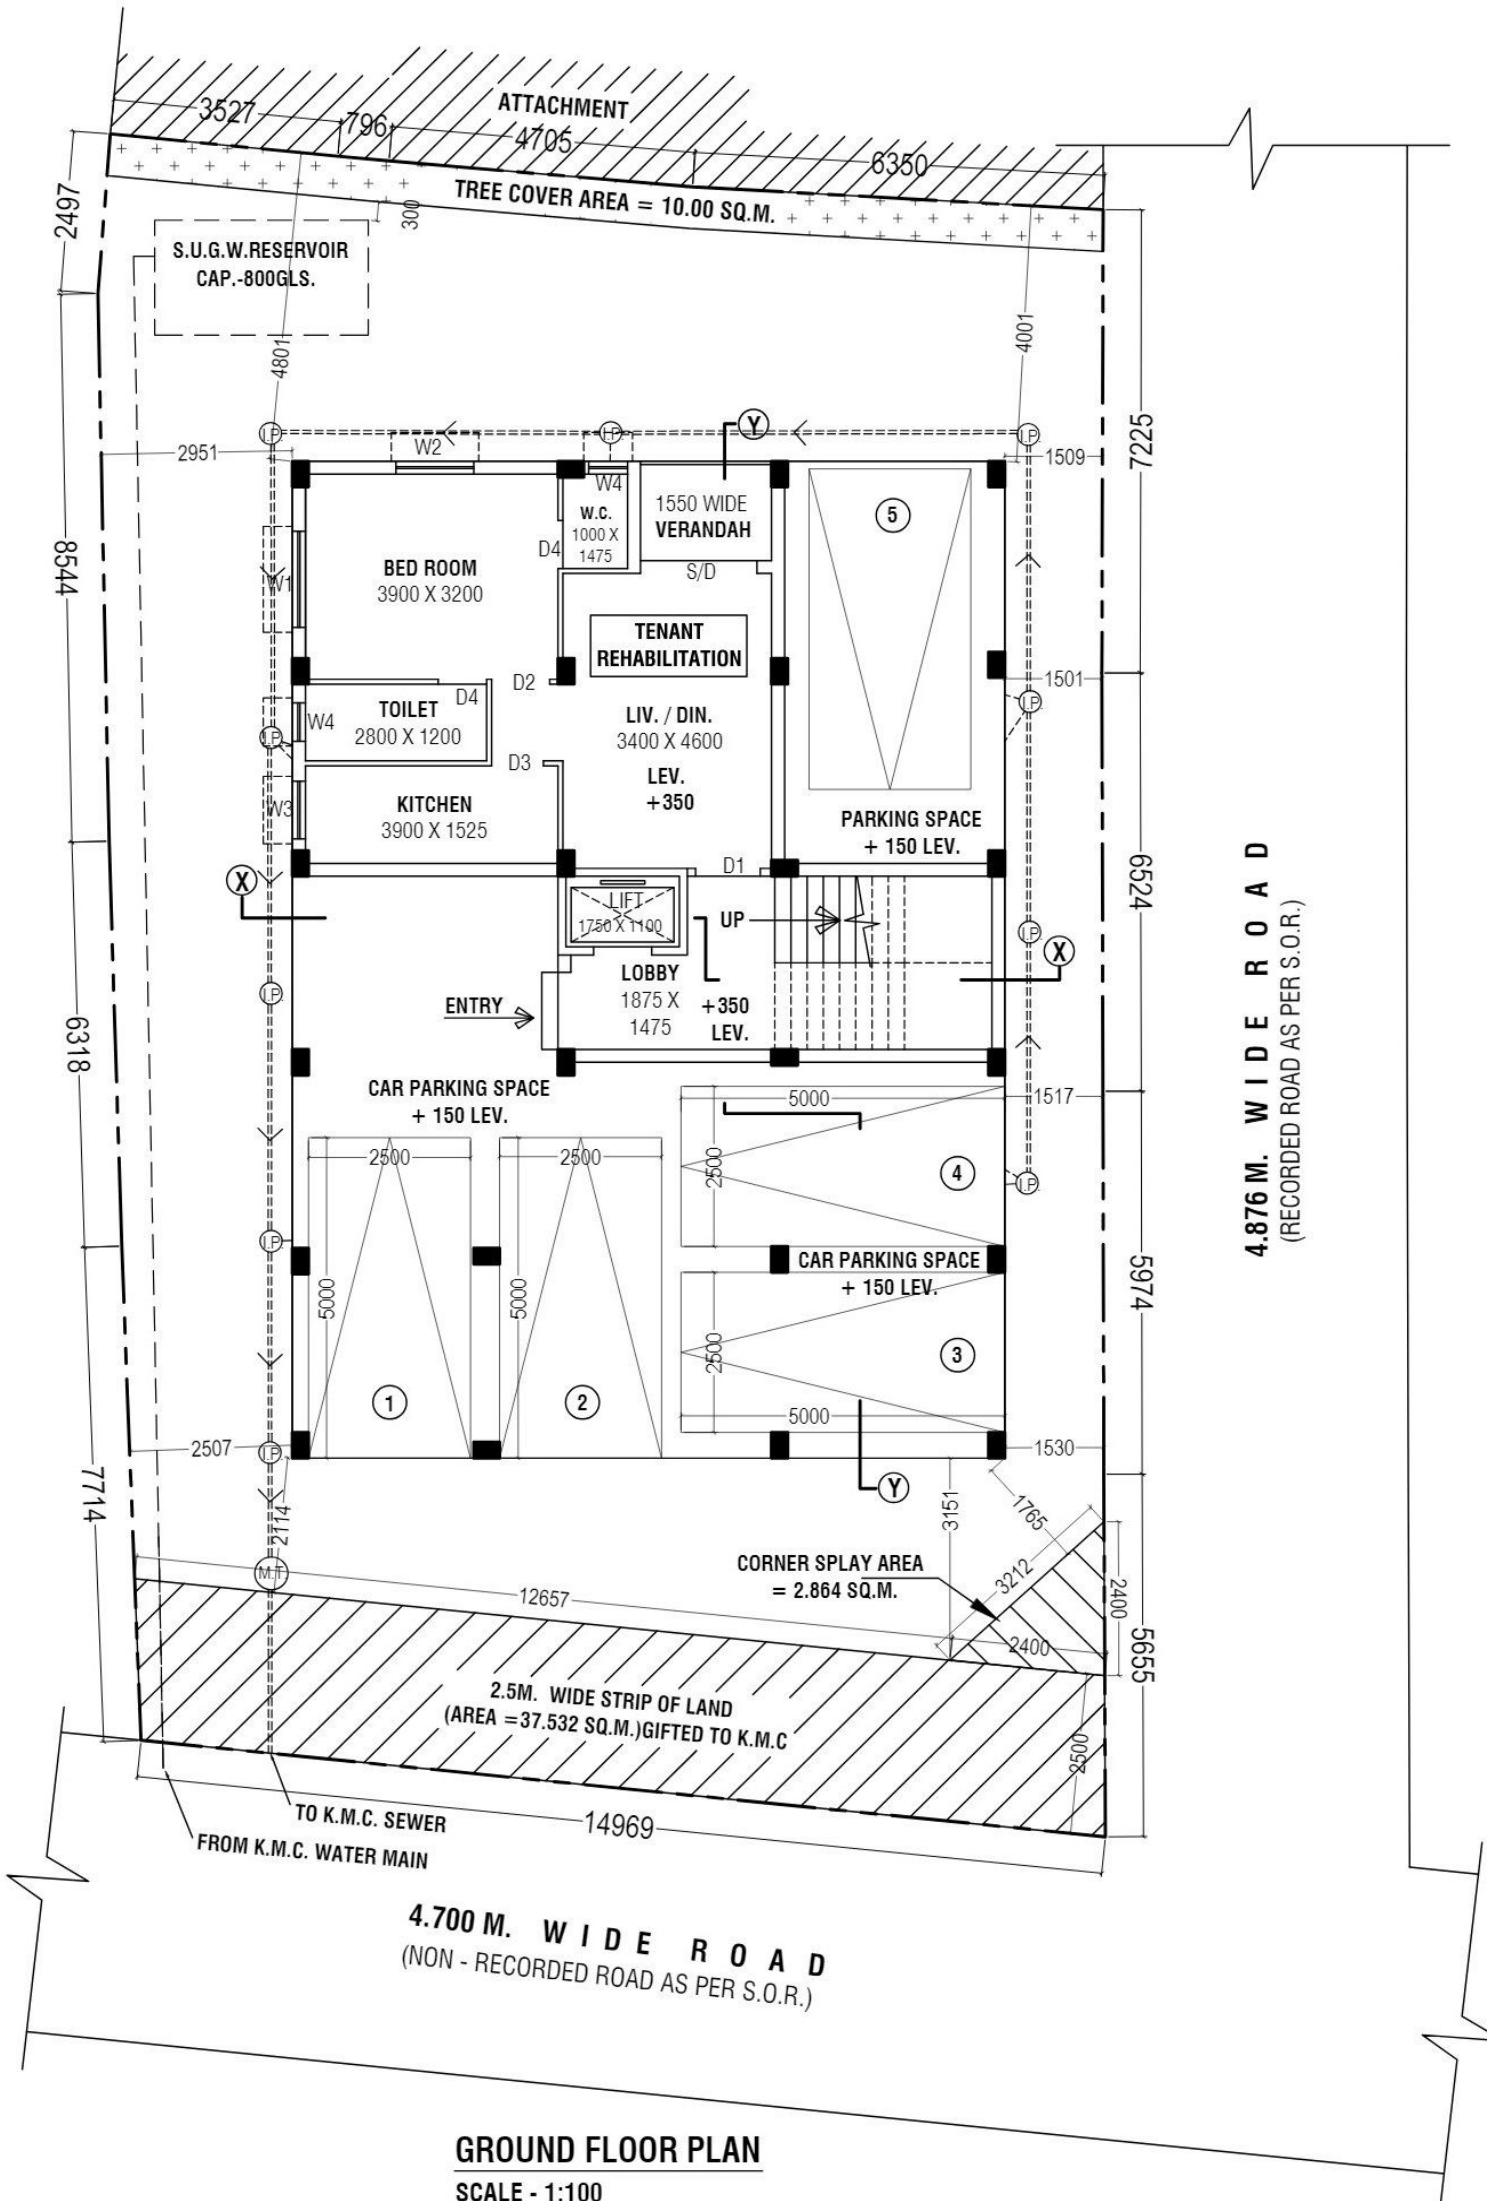 ATTACHMENT
3527
796
4705
6350
TREE COVER AREA = 10.00 SQ.M.
2497
300
S.U.G.W.RESERVOIR
CAP.-800GLS.
4801
4001
I.P.
I.P.
I.P.
Y
2951
W2
1509
5227
W4
W.C.
1000 X
1475
1550 WIDE
VERANDAH
5
8544
W1
BED ROOM
3900 X 3200
D4
S/D
TENANT
REHABILITATION
D2
1501
W4
TOILET
2800 X 1200
D4
LIV. / DIN.
3400 X 4600
I.P.
I.P.
D3
LEV.
+350
W3
KITCHEN
3900 X 1525
PARKING SPACE
+ 150 LEV.
6524
D1
X
LIFT
1750 X 1100
UP
I.P.
X
LOBBY
1875 X
1475
+350
LEV.
I.P.
ENTRY
6318
CAR PARKING SPACE
+ 150 LEV.
5000
1517
2500
2500
2500
4
I.P.
I.P.
CAR PARKING SPACE
+ 150 LEV.
5000
5000
5974
2500
3
1
2
5000
2507
I.P.
1530
7714
Y
2114
3151
1765
M.T
CORNER SPLAY AREA
= 2.864 SQ.M.
3212
2400
12657
2400
5655
2.5M. WIDE STRIP OF LAND
(AREA =37.532 SQ.M.)GIFTED TO K.M.C
2500
TO K.M.C. SEWER
14969
FROM K.M.C. WATER MAIN
4.876 M. WIDE ROAD
(RECORDED ROAD AS PER S.O.R.)
4.700 M. WIDE ROAD
(NON - RECORDED ROAD AS PER S.O.R.)
GROUND FLOOR PLAN
SCALE - 1:100